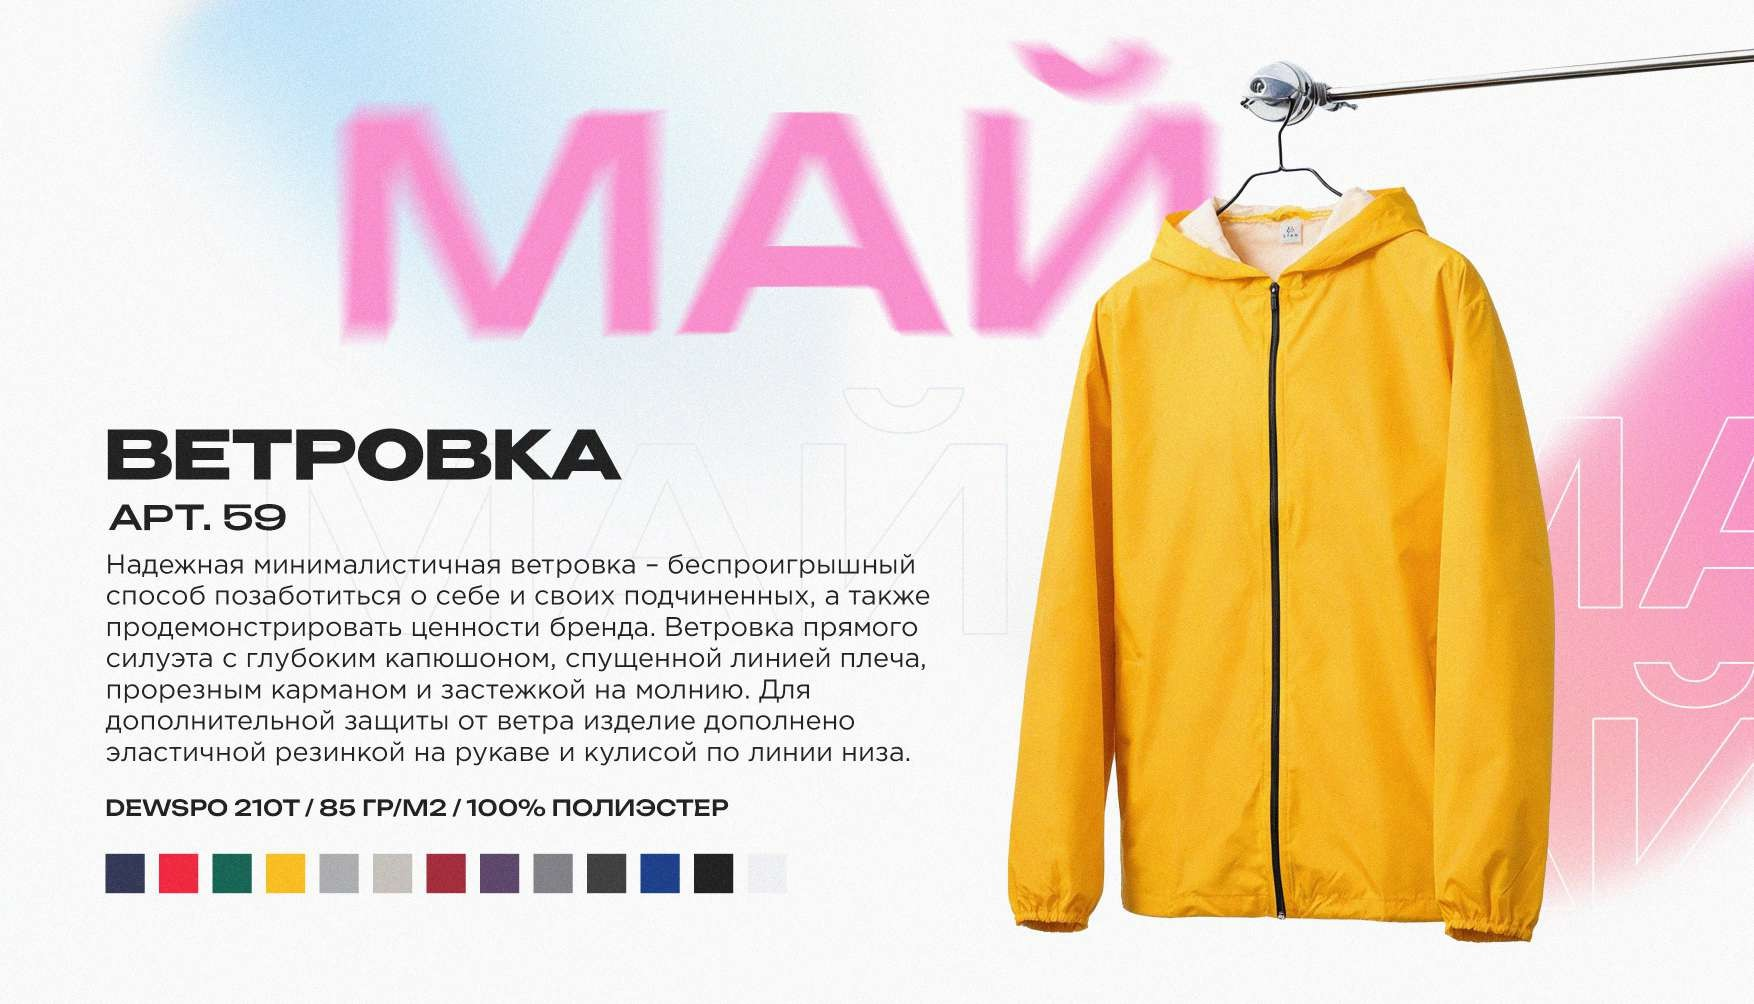 МАЙ
МАЙ
ВЕТРОВКА
АРТ. 59
Надежная минималистичная ветровка – беспроигрышный
способ позаботиться о себе и своих подчиненных, а также
продемонстрировать ценности бренда. Ветровка прямого
силуэта с глубоким капюшоном, спущенной линией плеча,
прорезным карманом и застежкой на молнию. Для
дополнительной защиты от ветра изделие дополнено
эластичной резинкой на рукаве и кулисой по линии низа.
DEWSPO 210T / 85 ГР/М2 / 100% ПОЛИЭСТЕР